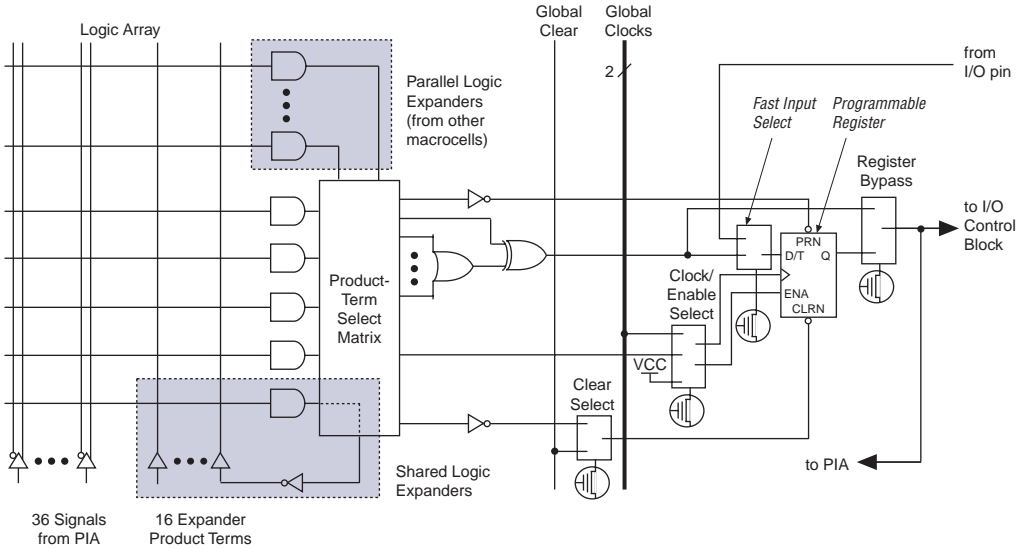 Logic Array
Global
Clear
Global
Clocks
2
from
I/O pin
Parallel Logic
Expanders
(from other
macrocells)
Fast Input
Select
Programmable
Register
Register
Bypass
to I/O
Control
Block
PRN
D/T Q
ENA
CLRN
Product-
Term
Select
Matrix
Clock/
Enable
Select
VCC
Clear
Select
to PIA
Shared Logic
Expanders
36 Signals
from PIA
16 Expander
Product Terms